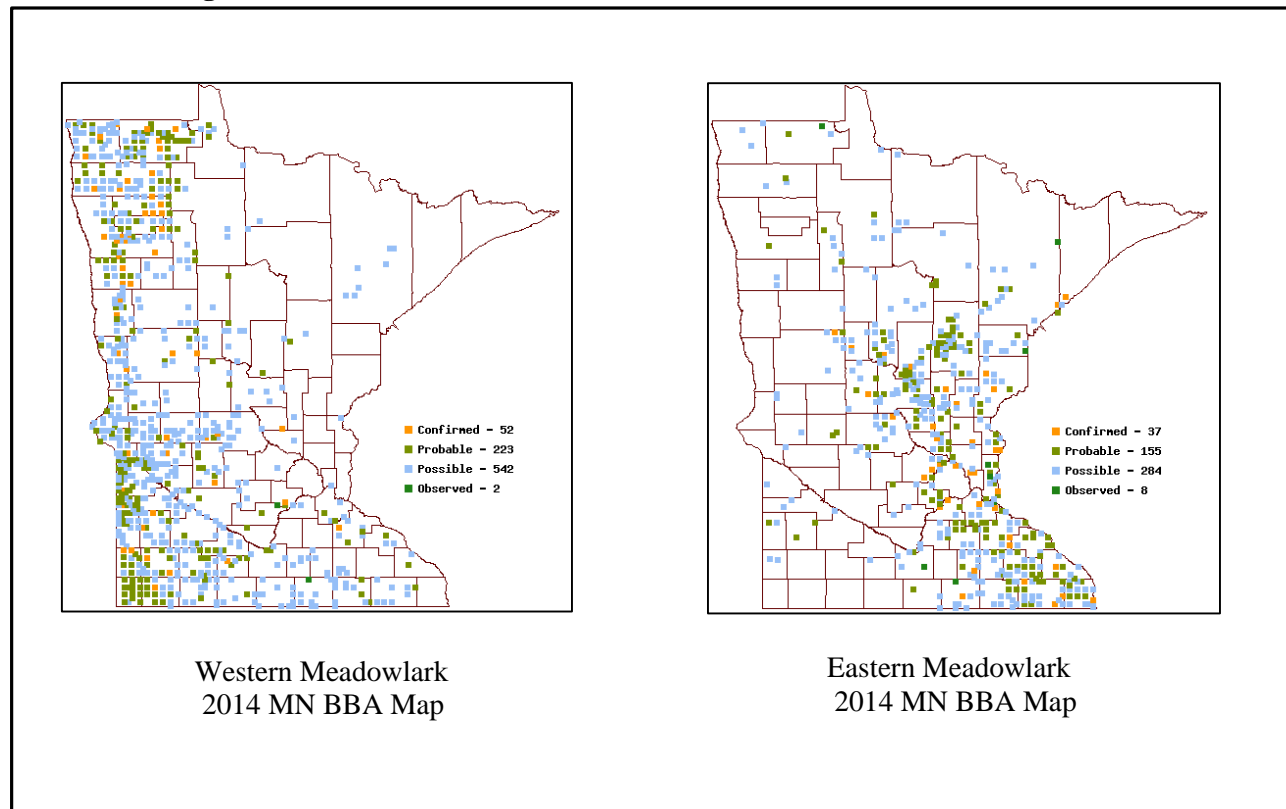 Confirmed - 52
Probable - 223
Possible - 542
Observed - 2
Confirmed - 37
Probable - 155
Possible - 284
Observed - 8
Western Meadowlark
2014 MN BBA Map
Eastern Meadowlark
2014 MN BBA Map